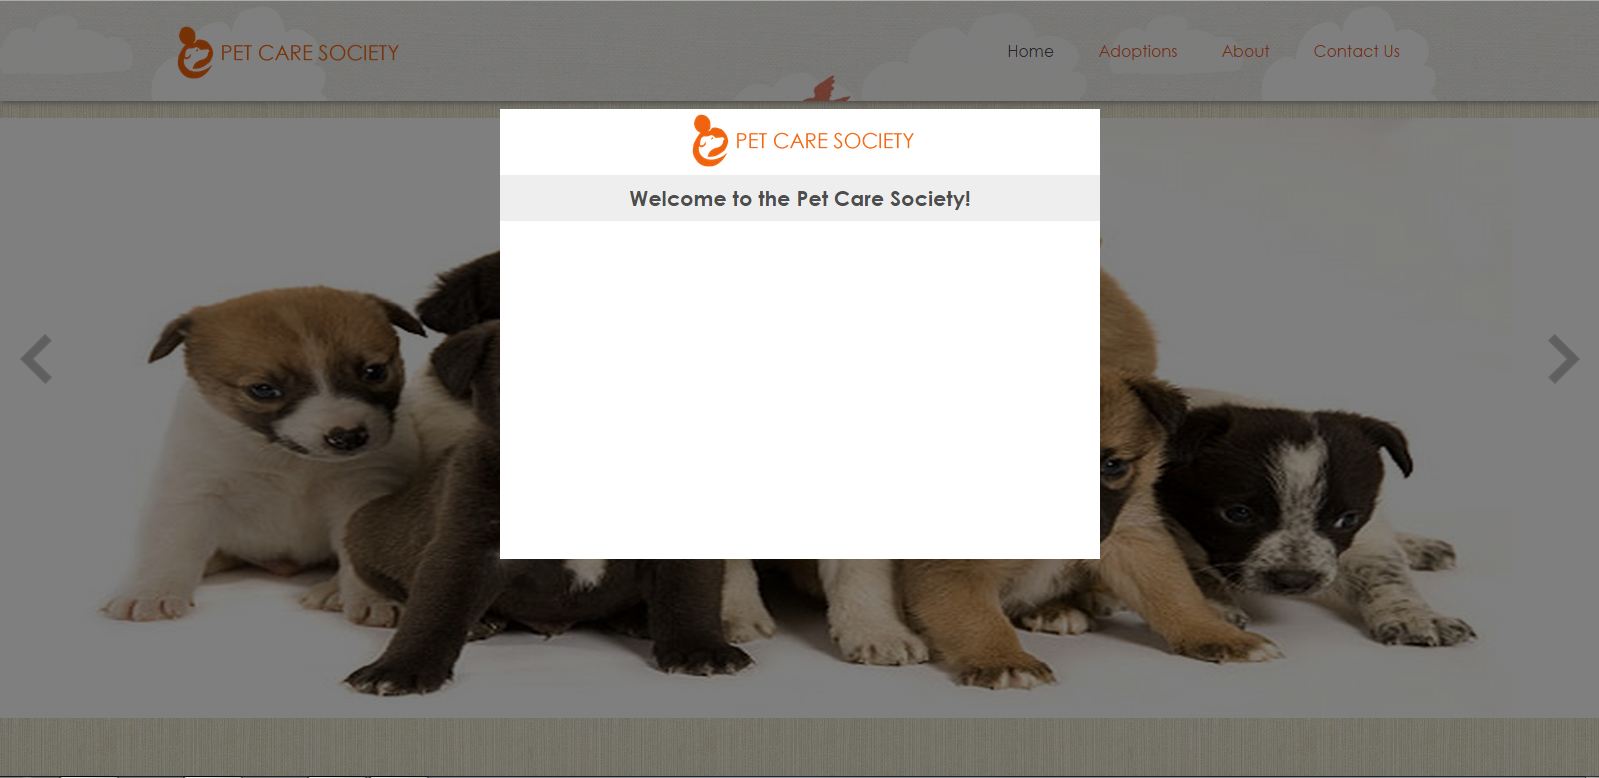 PET CARE SOCIETY
Home Adoptions About Contact Us
PET CARE SOCIETY
Welcome to the Pet Care Society!